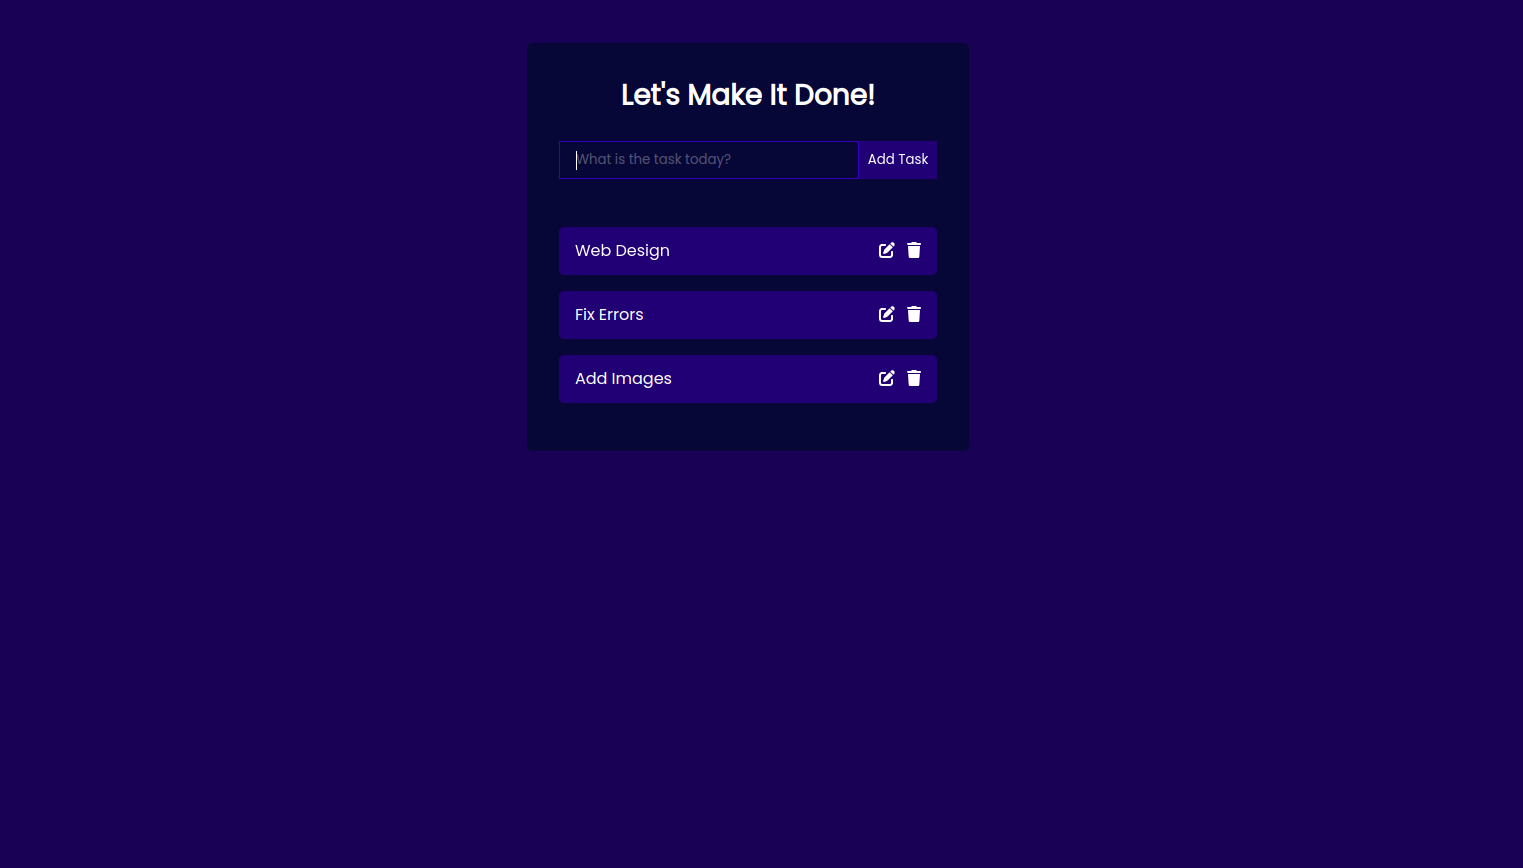 Let's Make It Done!
What is the task today?
Add Task
Web Design
Fix Errors
Add Images